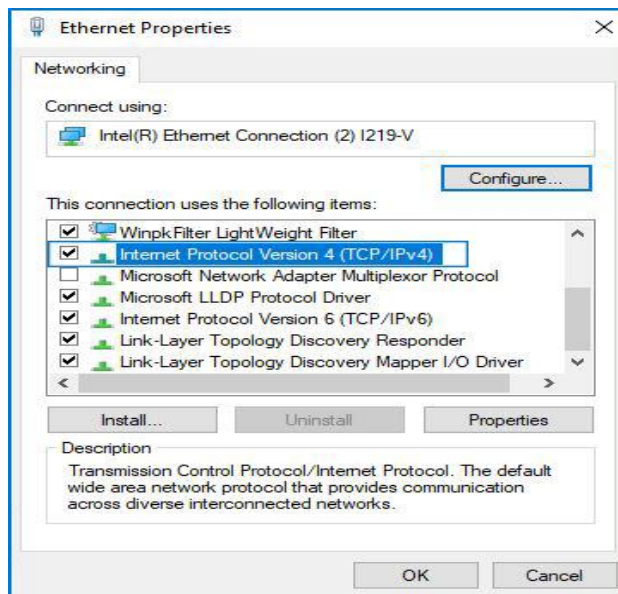 Ethernet Properties
Networking
Connect using:
Intel(R) Ethernet Connection (2) I219-V
Configure...
This connection uses the following items:
WinpkFilter LightWeight Filter
Internet Protocol Version 4 (TCP/IPv4)
Microsoft Network Adapter Multiplexor Protocol
Microsoft LLDP Protocol Driver
Internet Protocol Version 6 (TCP/IPv6)
Link-Layer Topology Discovery Responder
Link-Layer Topology Discovery Mapper I/O Driver
Install... Uninstall Properties
Description
Transmission Control Protocol/Internet Protocol. The default
wide area network protocol that provides communication
across diverse interconnected networks.
OK Cancel